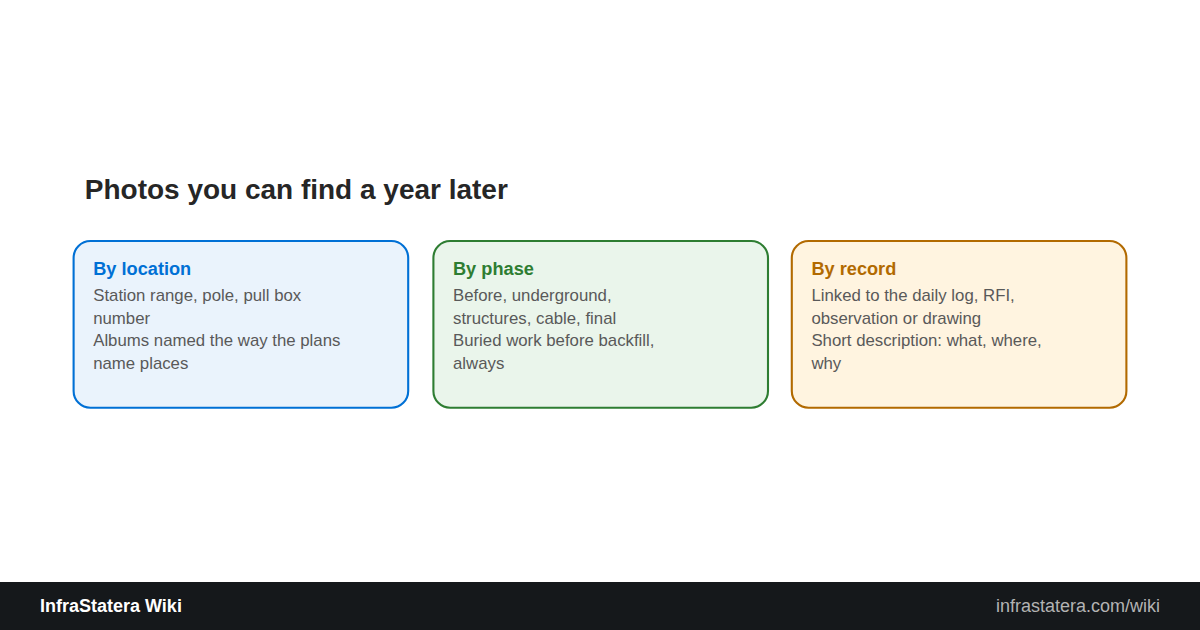 Photos you can find a year later
By location
Station range, pole, pull box
number
Albums named the way the plans
name places
By phase
Before, underground,
structures, cable, final
Buried work before backfill,
always
By record
Linked to the daily log, RFI,
observation or drawing
Short description: what, where,
why
InfraStatera Wiki
infrastatera.com/wiki